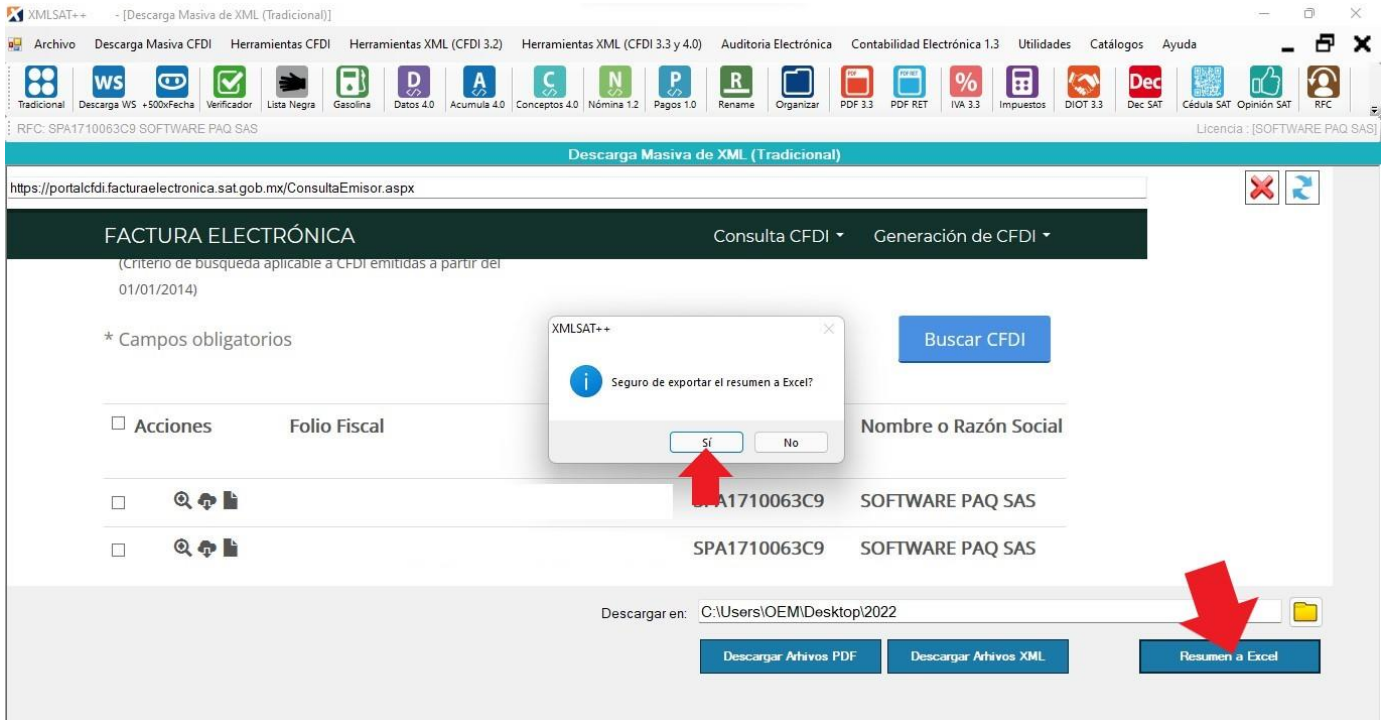 XMLSAT++ - [Descarga Masiva de XML (Tradicional)]
Archivo Descarga Masiva CFDI Herramientas CFDI Herramientas XML (CFDI 3.2) Herramientas XML (CFDI 3.3 y 4.0) Auditoria Electrónica Contabilidad Electrónica 1.3 Utilidades Catálogos Ayuda
WS D A C N P R PDF PDF RET % Dec
Tradicional Descarga WS +500xFecha Verificador Lista Negra Gasolina Datos 4.0 Acumula 4.0 Conceptos 4.0 Nómina 1.2 Pagos 1.0 Rename Organizar PDF 3.3 PDF RET IVA 3.3 Impuestos DIOT 3.3 Dec SAT Cédula SAT Opinión SAT RFC
RFC: SPA1710063C9 SOFTWARE PAQ SAS Licencia : [SOFTWARE PAQ SAS]
Descarga Masiva de XML (Tradicional)
https://portalcfdi.facturaelectronica.sat.gob.mx/ConsultaEmisor.aspx
FACTURA ELECTRÓNICA Consulta CFDI Generación de CFDI
(Criterio de busqueda aplicable a CFDI emitidas a partir del
01/01/2014)
* Campos obligatorios
Buscar CFDI
XMLSAT++
Seguro de exportar el resumen a Excel?
Sí No
Acciones Folio Fiscal Nombre o Razón Social
SPA1710063C9 SOFTWARE PAQ SAS
SPA1710063C9 SOFTWARE PAQ SAS
Descargar en: C:\Users\OEM\Desktop\2022
Descargar Arhivos PDF Descargar Arhivos XML Resumen a Excel